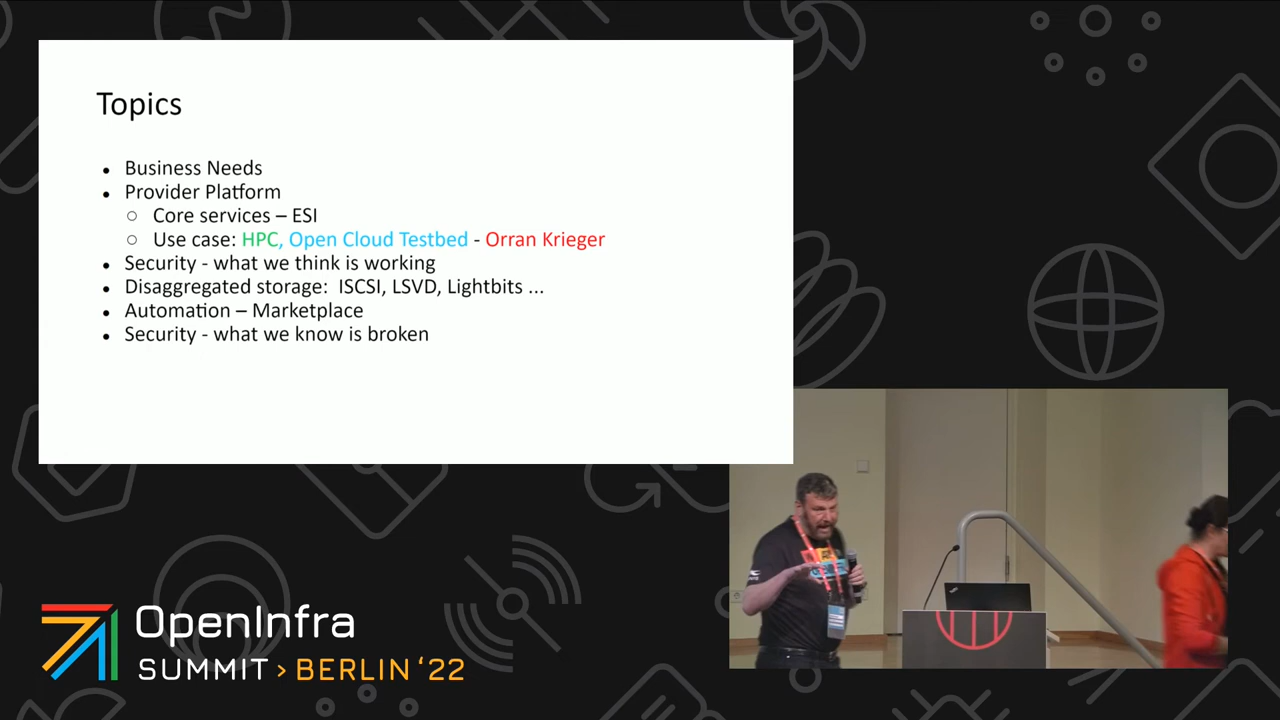 Topics
● Business Needs
● Provider Platform
○ Core services – ESI
○ Use case: HPC, Open Cloud Testbed - Orran Krieger
● Security - what we think is working
● Disaggregated storage:  ISCSI, LSVD, Lightbits ...
● Automation – Marketplace
● Security - what we know is broken
OpenInfra
SUMMIT > BERLIN ‘22